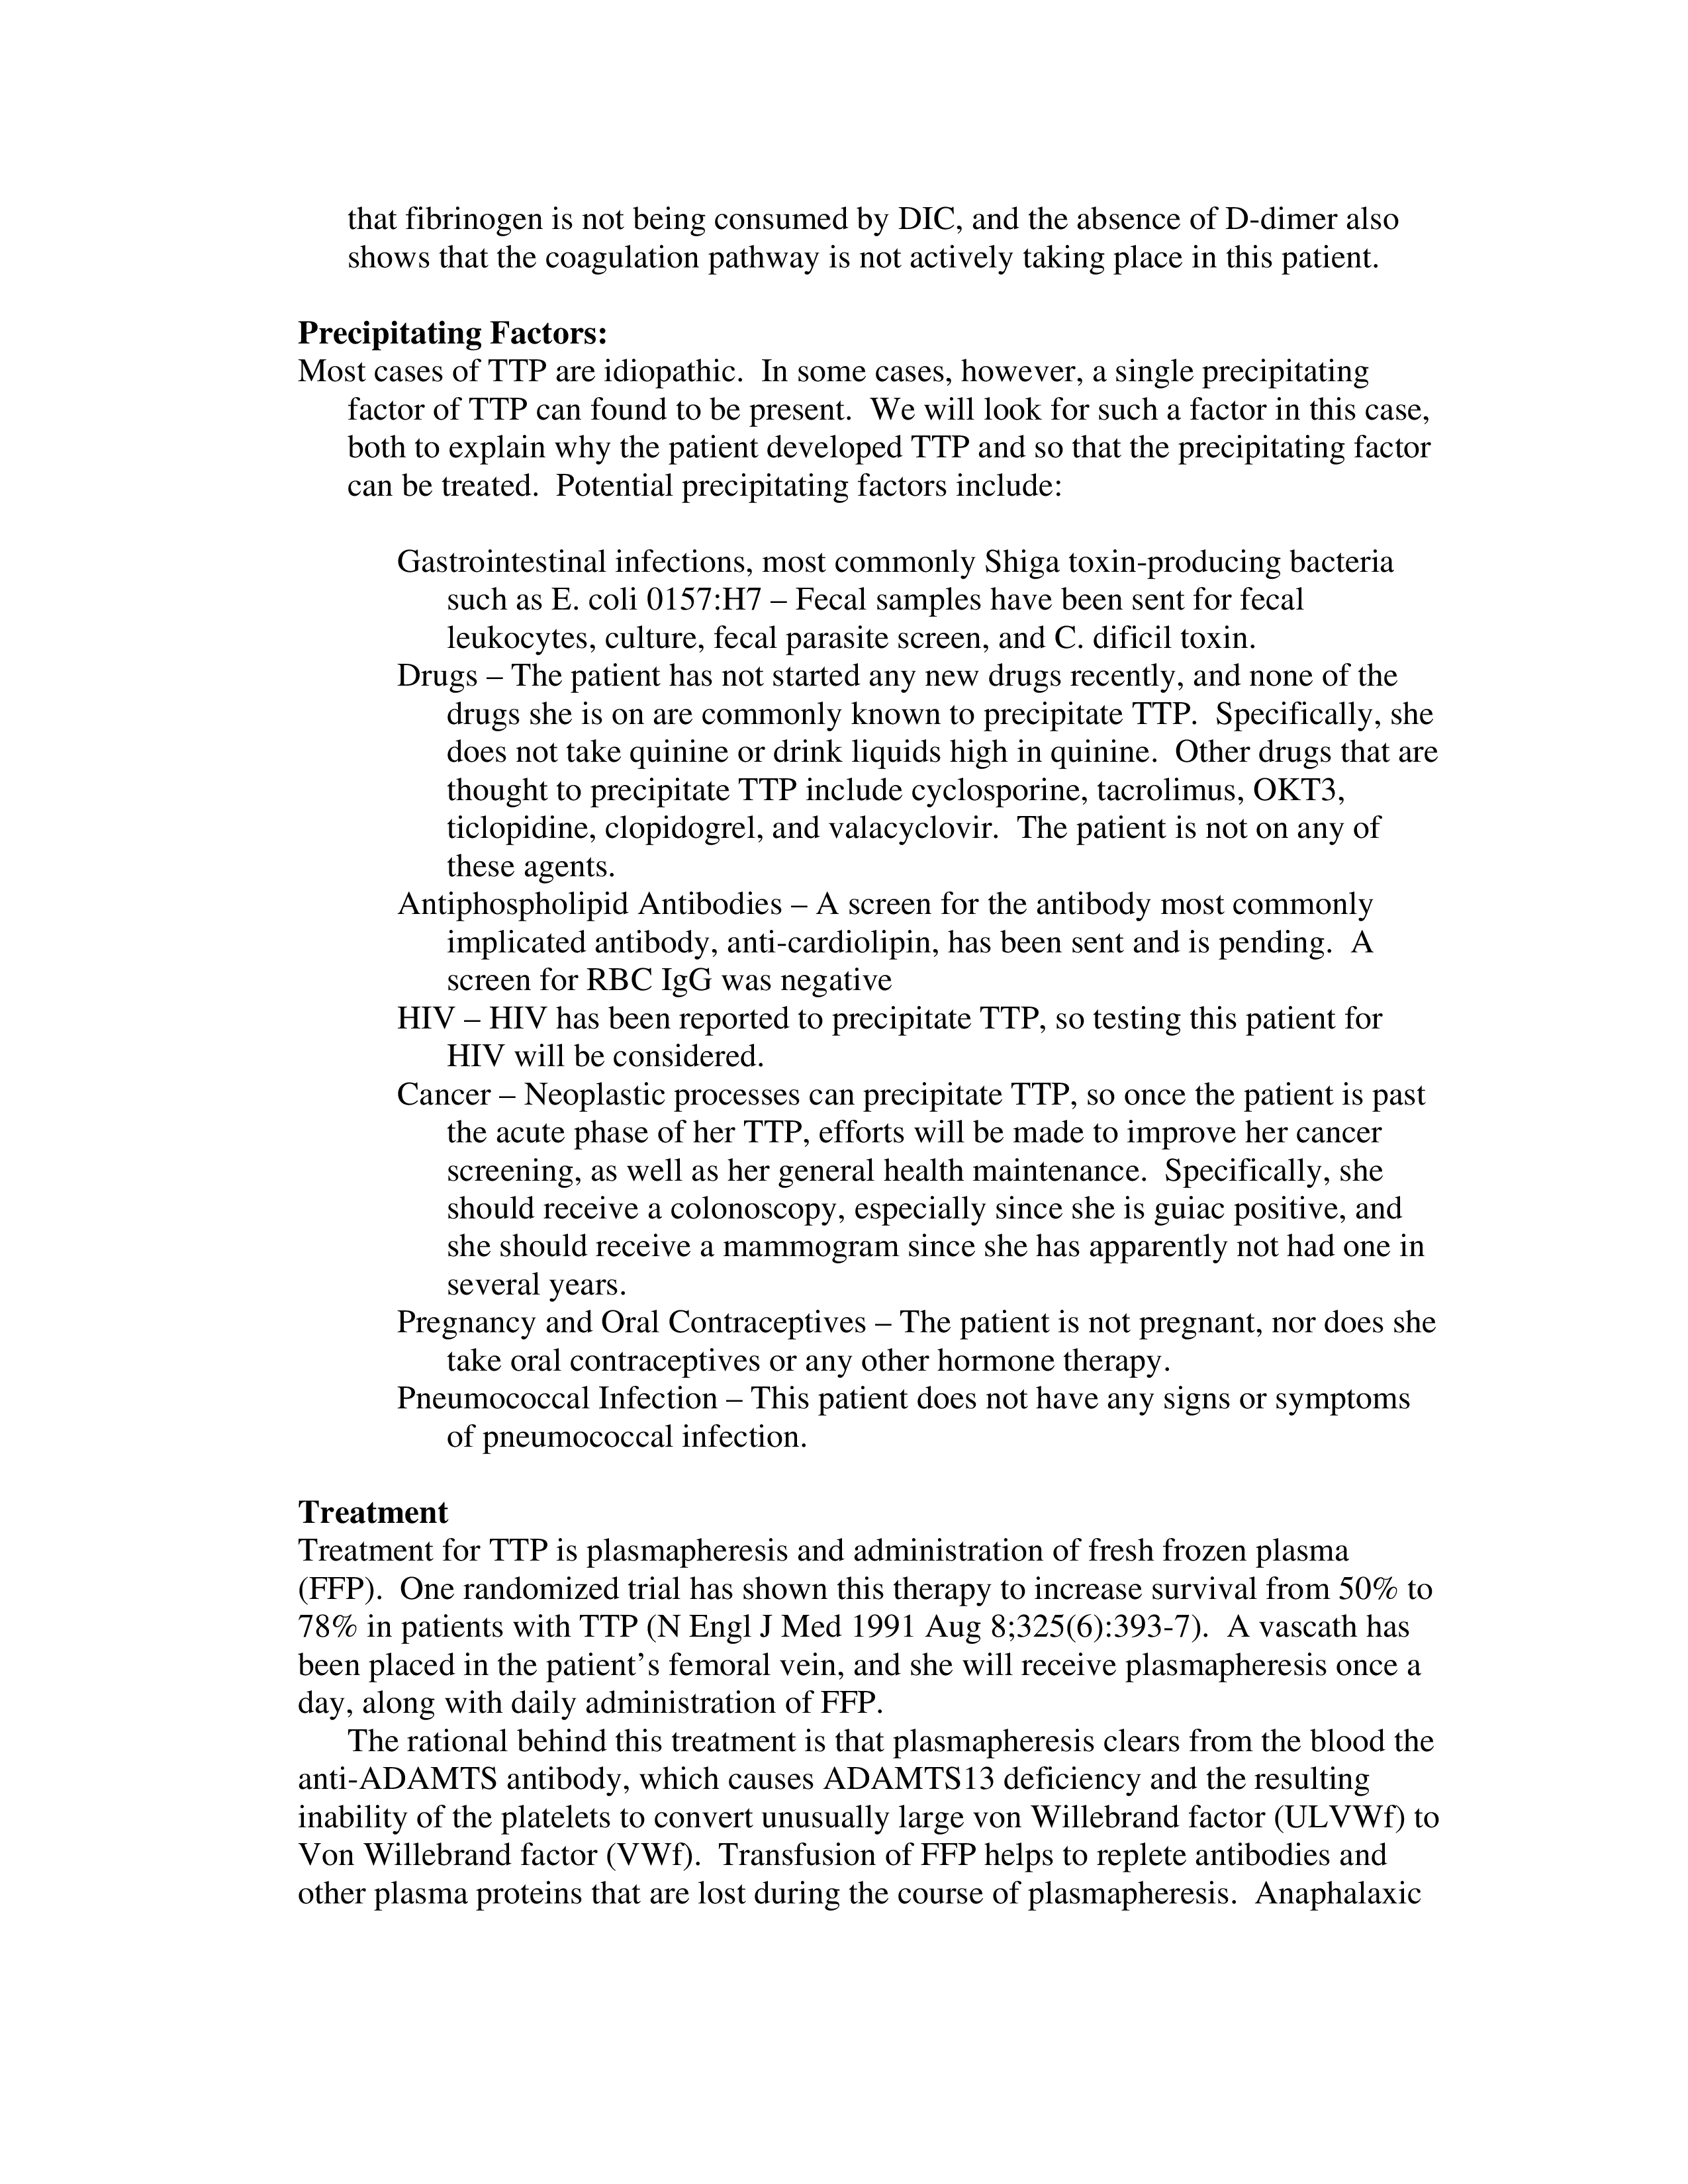 that fibrinogen is not being consumed by DIC, and the absence of D-dimer also
shows that the coagulation pathway is not actively taking place in this patient.
Precipitating Factors:
Most cases of TTP are idiopathic.  In some cases, however, a single precipitating
factor of TTP can found to be present.  We will look for such a factor in this case,
both to explain why the patient developed TTP and so that the precipitating factor
can be treated.  Potential precipitating factors include:
Gastrointestinal infections, most commonly Shiga toxin-producing bacteria
such as E. coli 0157:H7 – Fecal samples have been sent for fecal
leukocytes, culture, fecal parasite screen, and C. dificil toxin.
Drugs – The patient has not started any new drugs recently, and none of the
drugs she is on are commonly known to precipitate TTP.  Specifically, she
does not take quinine or drink liquids high in quinine.  Other drugs that are
thought to precipitate TTP include cyclosporine, tacrolimus, OKT3,
ticlopidine, clopidogrel, and valacyclovir.  The patient is not on any of
these agents.
Antiphospholipid Antibodies – A screen for the antibody most commonly
implicated antibody, anti-cardiolipin, has been sent and is pending.  A
screen for RBC IgG was negative
HIV – HIV has been reported to precipitate TTP, so testing this patient for
HIV will be considered.
Cancer – Neoplastic processes can precipitate TTP, so once the patient is past
the acute phase of her TTP, efforts will be made to improve her cancer
screening, as well as her general health maintenance.  Specifically, she
should receive a colonoscopy, especially since she is guiac positive, and
she should receive a mammogram since she has apparently not had one in
several years.
Pregnancy and Oral Contraceptives – The patient is not pregnant, nor does she
take oral contraceptives or any other hormone therapy.
Pneumococcal Infection – This patient does not have any signs or symptoms
of pneumococcal infection.
Treatment
Treatment for TTP is plasmapheresis and administration of fresh frozen plasma
(FFP).  One randomized trial has shown this therapy to increase survival from 50% to
78% in patients with TTP (N Engl J Med 1991 Aug 8;325(6):393-7).  A vascath has
been placed in the patient’s femoral vein, and she will receive plasmapheresis once a
day, along with daily administration of FFP.
The rational behind this treatment is that plasmapheresis clears from the blood the
anti-ADAMTS antibody, which causes ADAMTS13 deficiency and the resulting
inability of the platelets to convert unusually large von Willebrand factor (ULVWf) to
Von Willebrand factor (VWf).  Transfusion of FFP helps to replete antibodies and
other plasma proteins that are lost during the course of plasmapheresis.  Anaphalaxic